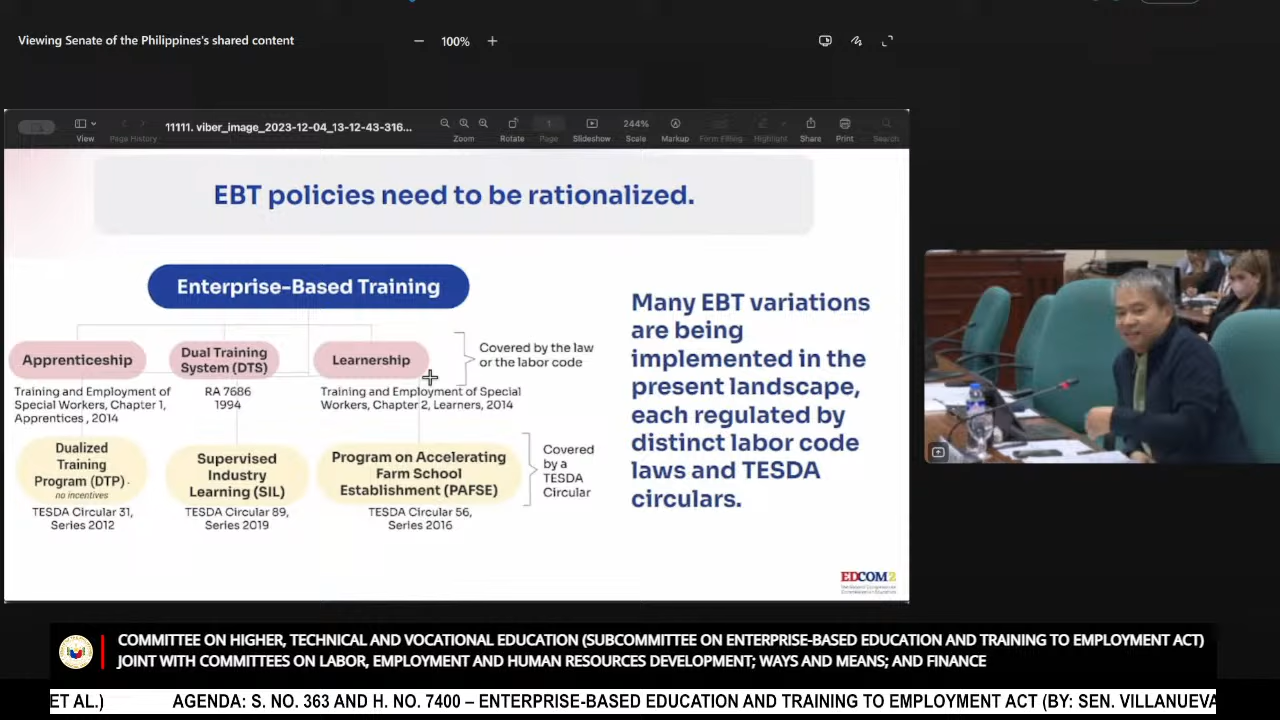 Viewing Senate of the Philippines's shared content
100%
11111. viber_image_2023-12-04_13-12-43-316...
244%
View
Page History
Zoom
Rotate
Page
Slideshow
Scale
Markup
Form Filling
Highlight
Share
Print
Search
EBT policies need to be rationalized.
Enterprise-Based Training
Apprenticeship
Dual Training
System (DTS)
Learnership
Covered by the law
or the labor code
Training and Employment of
Special Workers, Chapter 1,
Apprentices , 2014
RA 7686
1994
Training and Employment of Special
Workers, Chapter 2, Learners, 2014
Dualized
Training
Program (DTP)
no incentives
Supervised
Industry
Learning (SIL)
Program on Accelerating
Farm School
Establishment (PAFSE)
Covered
by a
TESDA
Circular
TESDA Circular 31,
Series 2012
TESDA Circular 89,
Series 2019
TESDA Circular 56,
Series 2016
Many EBT variations
are being
implemented in the
present landscape,
each regulated by
distinct labor code
laws and TESDA
circulars.
EDCOM2
COMMITTEE ON HIGHER, TECHNICAL AND VOCATIONAL EDUCATION (SUBCOMMITTEE ON ENTERPRISE-BASED EDUCATION AND TRAINING TO EMPLOYMENT ACT)
JOINT WITH COMMITTEES ON LABOR, EMPLOYMENT AND HUMAN RESOURCES DEVELOPMENT; WAYS AND MEANS; AND FINANCE
ET AL.) AGENDA: S. NO. 363 AND H. NO. 7400 – ENTERPRISE-BASED EDUCATION AND TRAINING TO EMPLOYMENT ACT (BY: SEN. VILLANUEVA